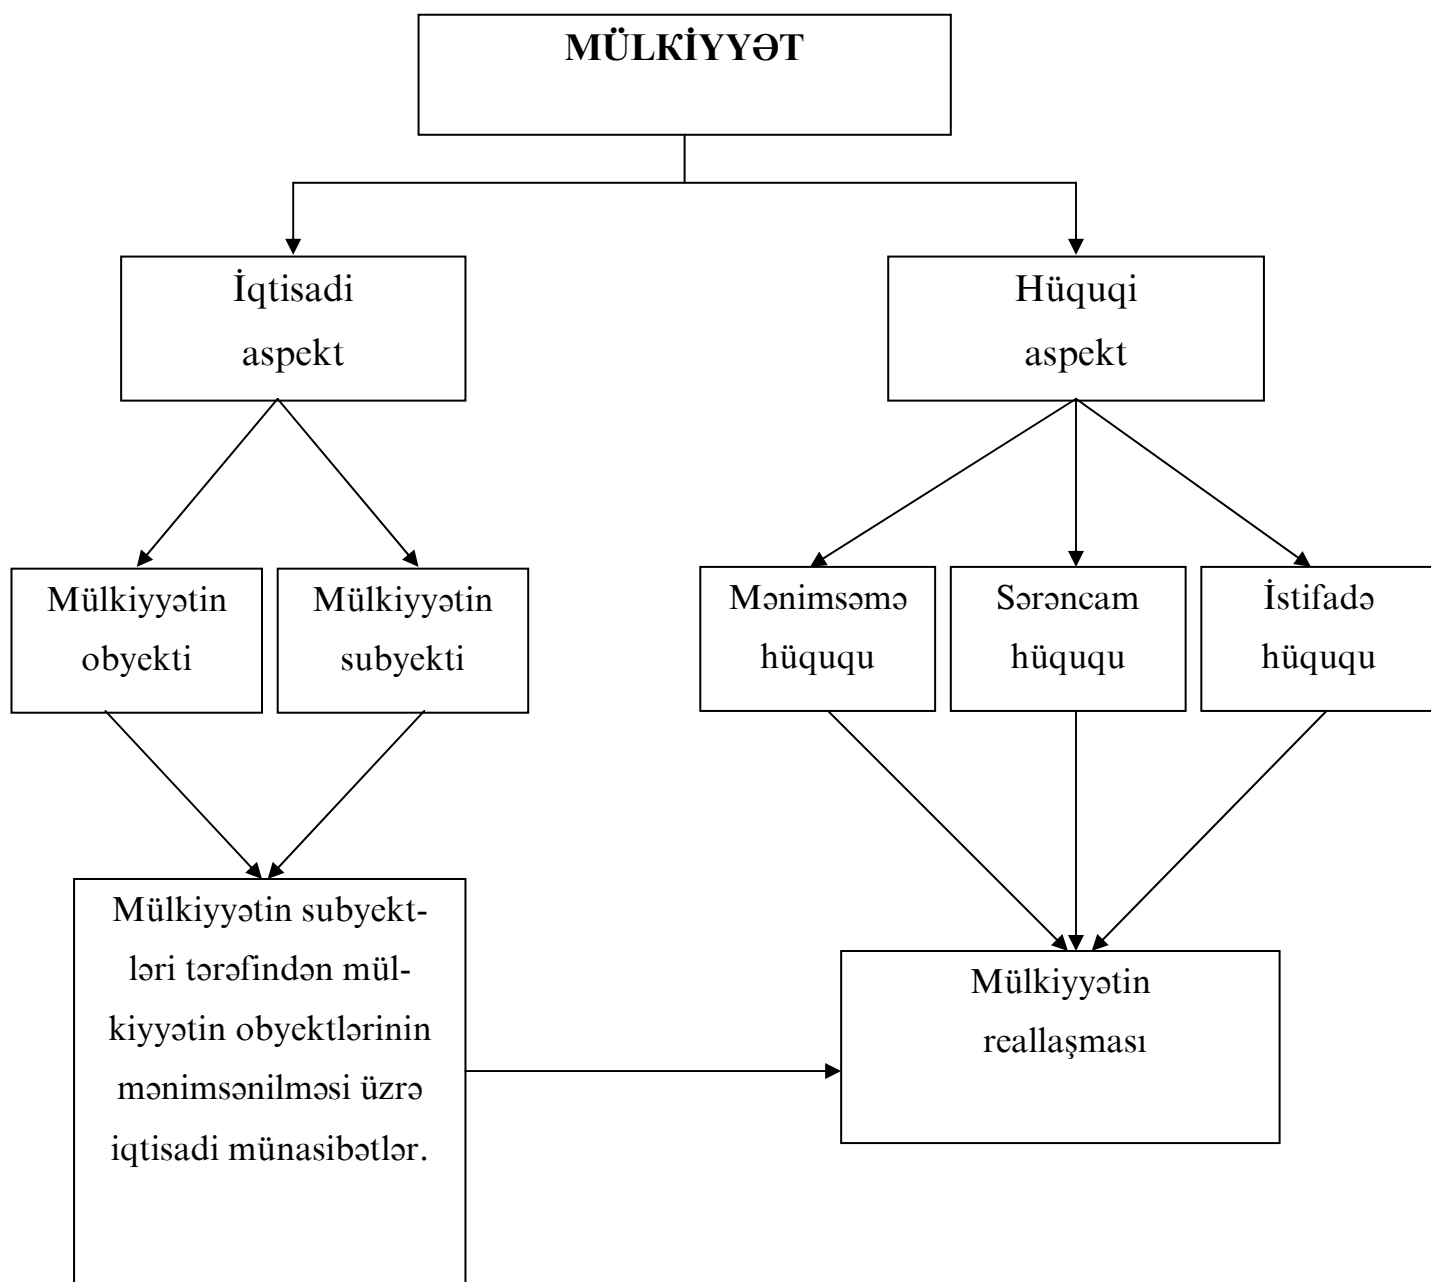 MÜLKİYYƏT
İqtisadi
aspekt
Hüquqi
aspekt
Mülkiyyətin
obyekti
Mülkiyyətin
subyekti
Mənimsəmə
hüququ
Sərəncam
hüququ
İstifadə
hüququ
Mülkiyyətin subyekt-
ləri tərəfindən mül-
kiyyətin obyektlərinin
mənimsənilməsi üzrə
iqtisadi münasibətlər.
Mülkiyyətin
reallaşması